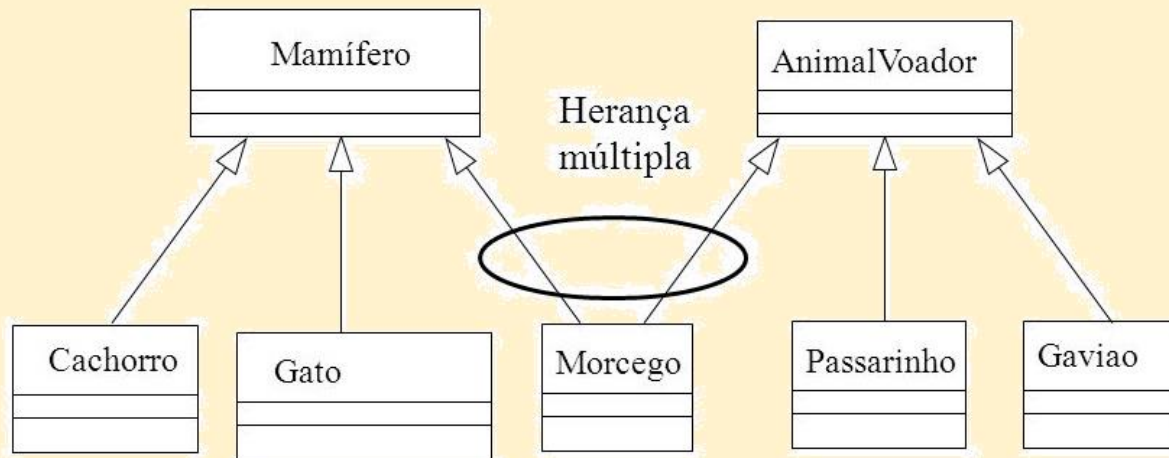 Mamífero
AnimalVoador
Herança
múltipla
Cachorro
Gato
Morcego
Passarinho
Gaviao